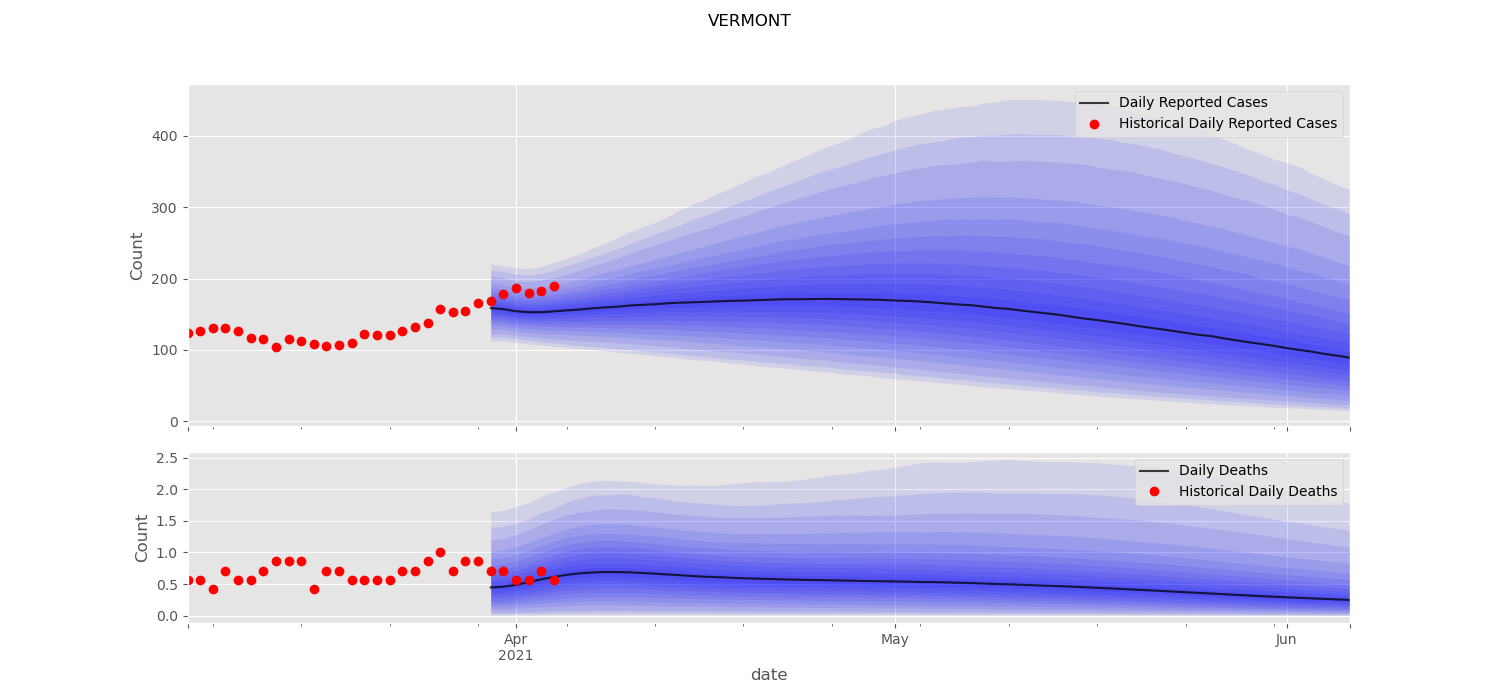 VERMONT
Daily Reported Cases
Historical Daily Reported Cases
400
300
200
100
0
Count
Daily Deaths
Historical Daily Deaths
2.5
2.0
1.5
1.0
0.5
0.0
Count
Apr
2021
May
Jun
date